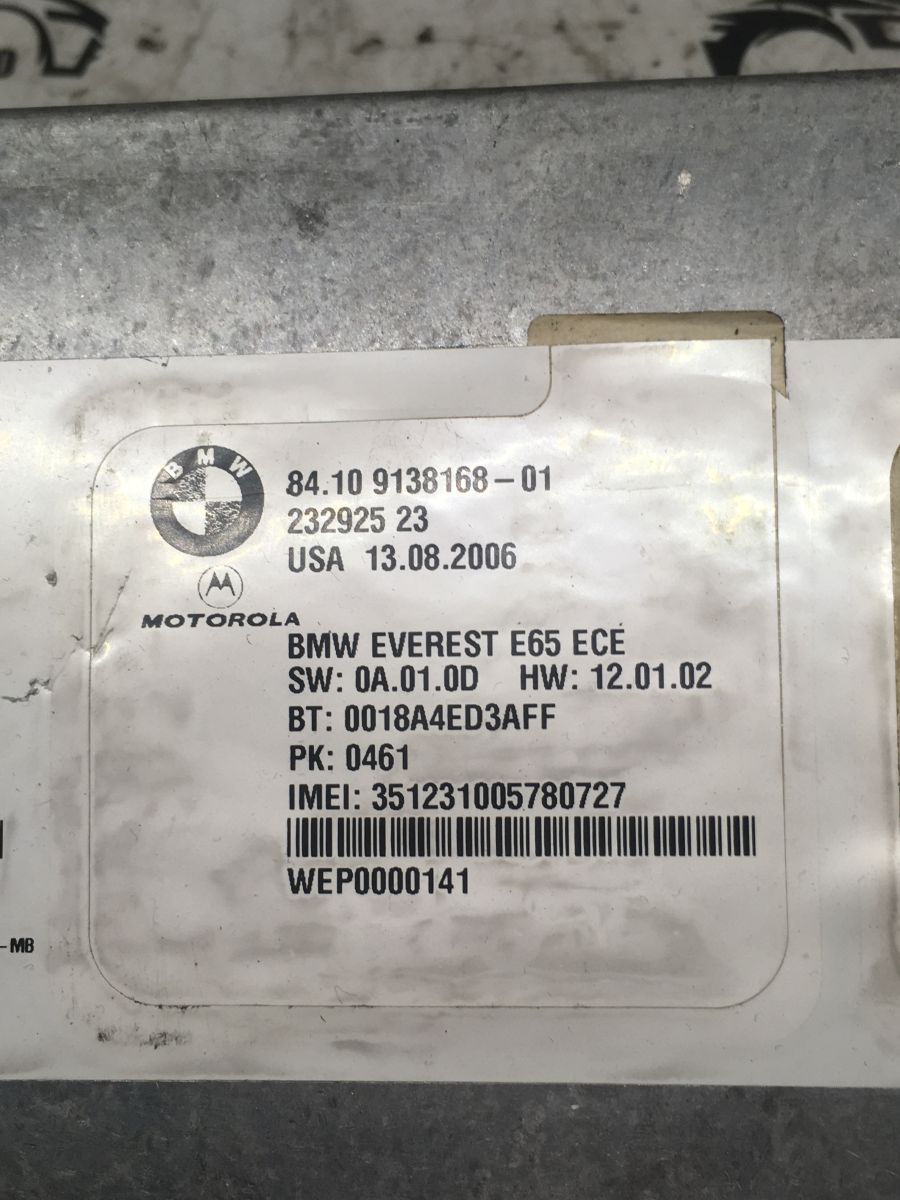 BMW
84.10 9138168-01
232925 23
USA 13.08.2006
MOTOROLA
BMW EVEREST E65 ECE
SW: 0A.01.0D HW: 12.01.02
BT: 0018A4ED3AFF
PK: 0461
IMEI: 351231005780727
WEP0000141
-MB